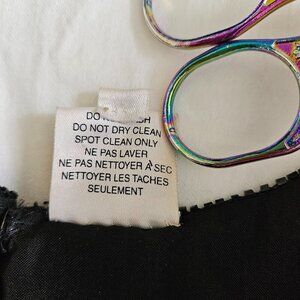 DO
DO NOT DRY CLEAN
SPOT CLEAN ONLY
NE PAS LAVER
NE PAS NETTOYER À SEC
NETTOYER LES TACHES
SEULEMENT